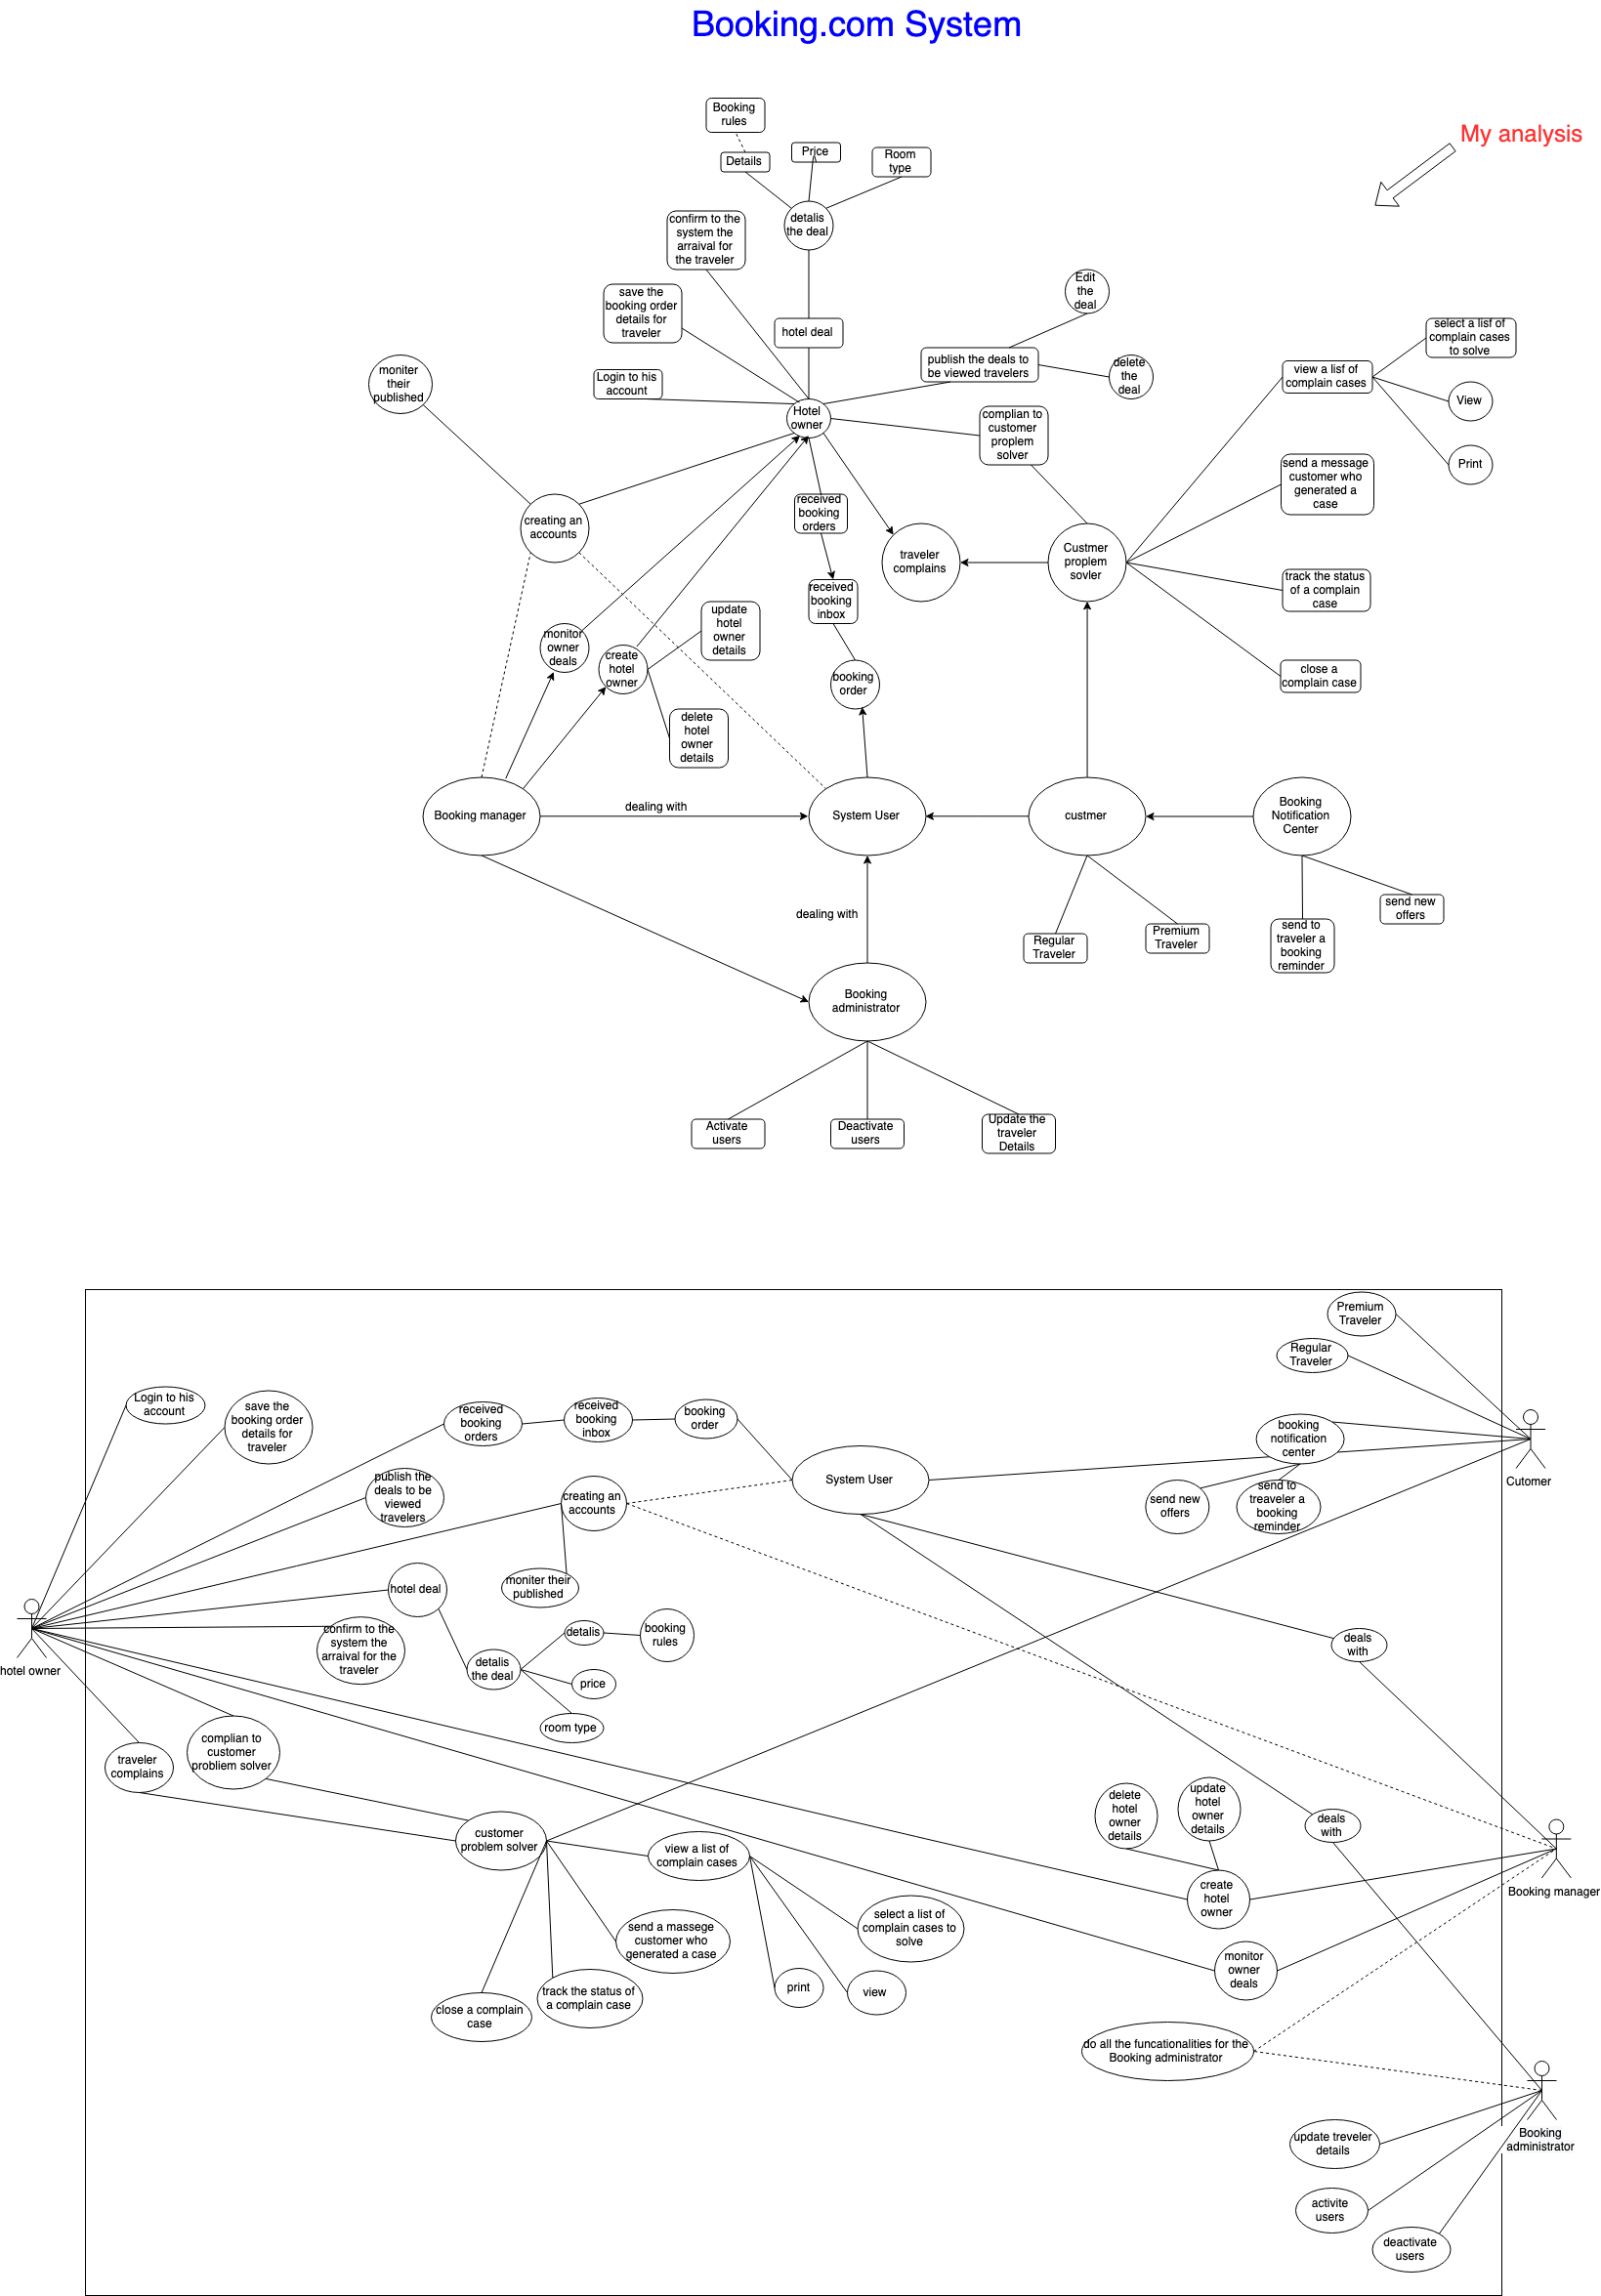 Booking.com System
My analysis
Booking
rules
Details
Price
Room
type
detalis
the deal
confirm to the
system the
arraival for
the traveler
save the
booking order
details for
traveler
hotel deal
Edit
the
deal
publish the deals to
be viewed travelers
delete
the
deal
select a lisf of
complain cases
to solve
view a lisf of
complain cases
View
Print
moniter
their
published
Login to his
account
Hotel
owner
complian to
customer
proplem
solver
send a message
customer who
generated a
case
creating an
accounts
received
booking
orders
traveler
complains
Custmer
proplem
sovler
track the status
of a complain
case
received
booking
inbox
monitor
owner
deals
create
hotel
owner
update
hotel
owner
details
booking
order
close a
complain case
delete
hotel
owner
details
Booking manager
dealing with
System User
custmer
Booking
Notification
Center
dealing with
Regular
Traveler
Premium
Traveler
send to
traveler a
booking
reminder
send new
offers
Booking
administrator
Activate
users
Deactivate
users
Update the
traveler
Details
Premium
Traveler
Regular
Traveler
Login to his
account
save the
booking order
details for
traveler
received
booking
orders
received
booking
inbox
booking
order
booking
notification
center
Cutomer
System User
publish the
deals to be
viewed
travelers
creating an
accounts
send new
offers
send to
treaveler a
booking
reminder
hotel deal
moniter their
published
hotel owner
confirm to the
system the
arraival for the
traveler
detalis
the deal
detalis
booking
rules
price
room type
deals
with
traveler
complains
complian to
customer
probliem solver
customer
problem solver
view a list of
complain cases
delete
hotel
owner
details
update
hotel
owner
details
deals
with
create
hotel
owner
Booking manager
select a list of
complain cases to
solve
send a massege
customer who
generated a case
monitor
owner
deals
print
view
track the status of
a complain case
close a complain
case
do all the funcationalities for the
Booking administrator
Booking
administrator
update treveler
details
activite
users
deactivate
users